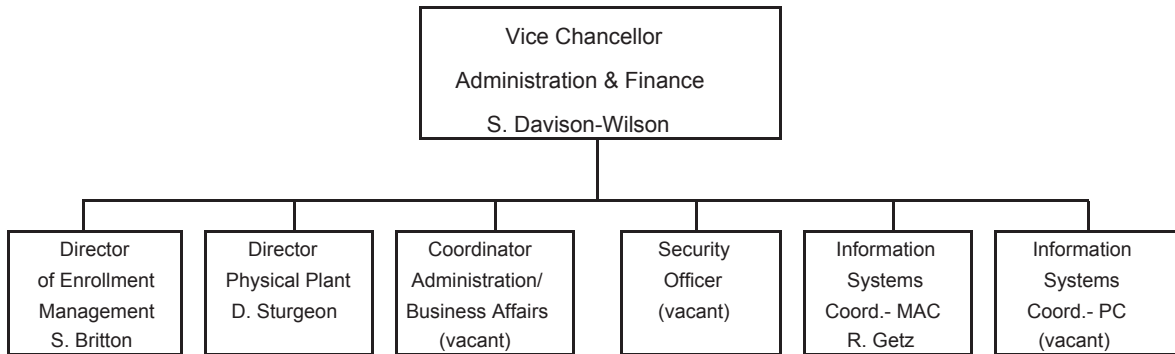 Vice Chancellor
Administration & Finance
S. Davison-Wilson
Director
of Enrollment
Management
S. Britton
Director
Physical Plant
D. Sturgeon
Coordinator
Administration/
Business Affairs
(vacant)
Security
Officer
(vacant)
Information
Systems
Coord.- MAC
R. Getz
Information
Systems
Coord.- PC
(vacant)